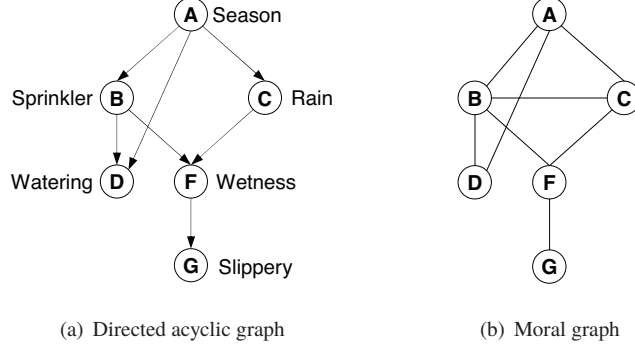 A Season A
Sprinkler B C Rain B C
Watering D F Wetness D F
G Slippery G
(a) Directed acyclic graph (b) Moral graph